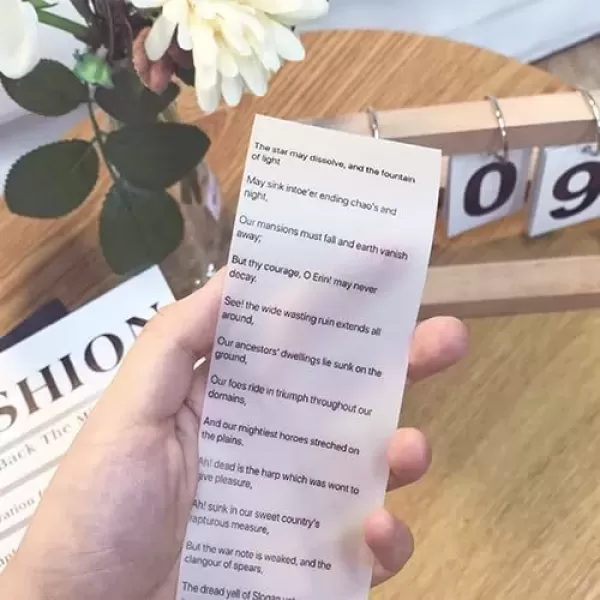 The star may dissolve, and the fountain
of light
May sink intoe'er ending chao's and
night,
Our mansions must fall and earth vanish
away;
But thy courage, O Erin! may never
decay.
See! the wide wasting ruin extends all
around,
Our ancestors' dwellings lie sunk on the
ground,
Our foes ride in triumph throughout our
domains,
And our mightiest horoes streched on
the plains.
Ah! dead is the harp which was wont to
give pleasure,
Ah! sunk in our sweet country's
rapturous measure,
But the war note is weaked, and the
clangour of spears,
The dread yell of Slogan
09
SHION
Back The